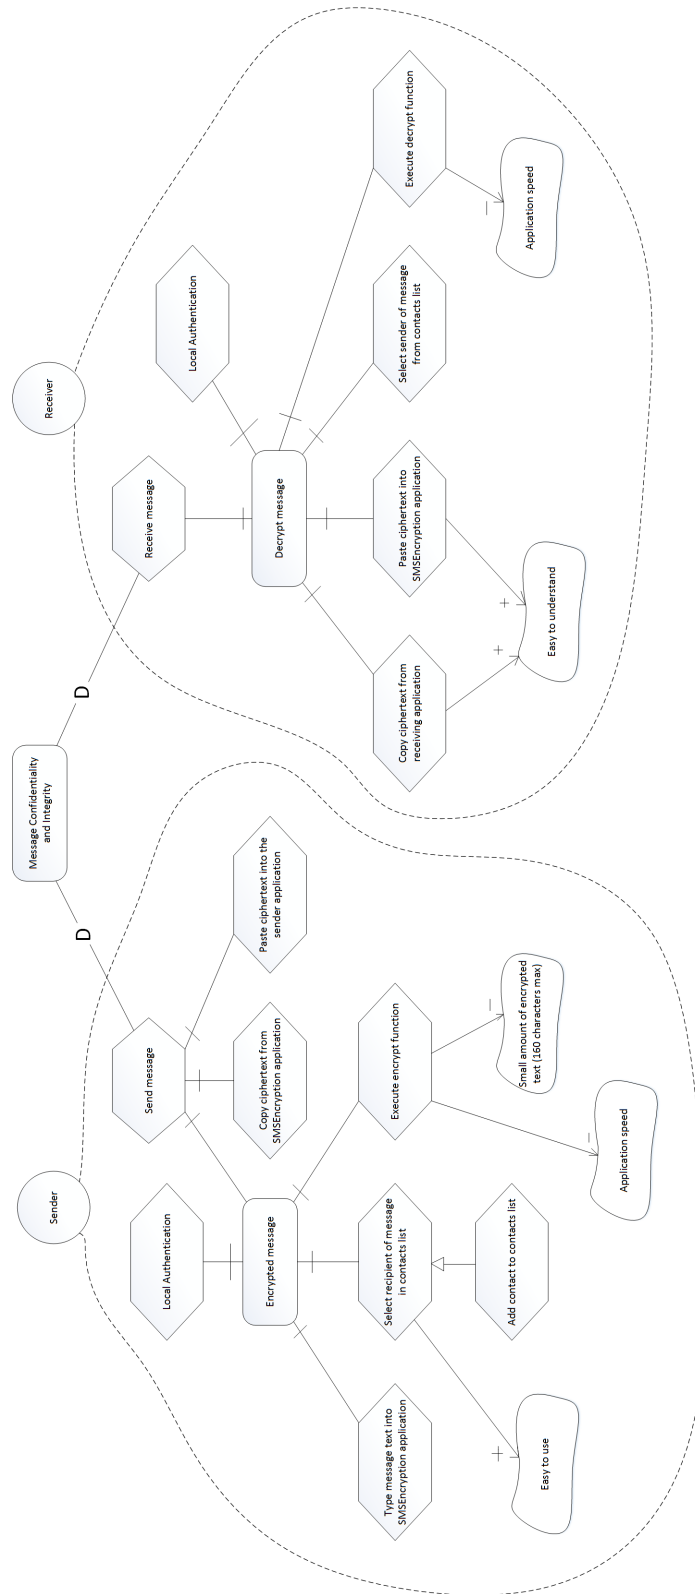 Message Confidentiality
and Integrity
D
D
Sender
Send message
Local Authentication
Copy ciphertext from
SMSEncryption application
Paste ciphertext into the
sender application
Encrypted message
Type message text into
SMSEncryption application
Select recipient of message
in contacts list
Execute encrypt function
Add contact to contacts list
+
Easy to use
–
Application speed
–
Small amount of encrypted
text (160 characters max)
Receiver
Receive message
Local Authentication
Decrypt message
Copy ciphertext from
receiving application
Paste ciphertext into
SMSEncryption application
Select sender of message
from contacts list
Execute decrypt function
+
+
Easy to understand
–
Application speed